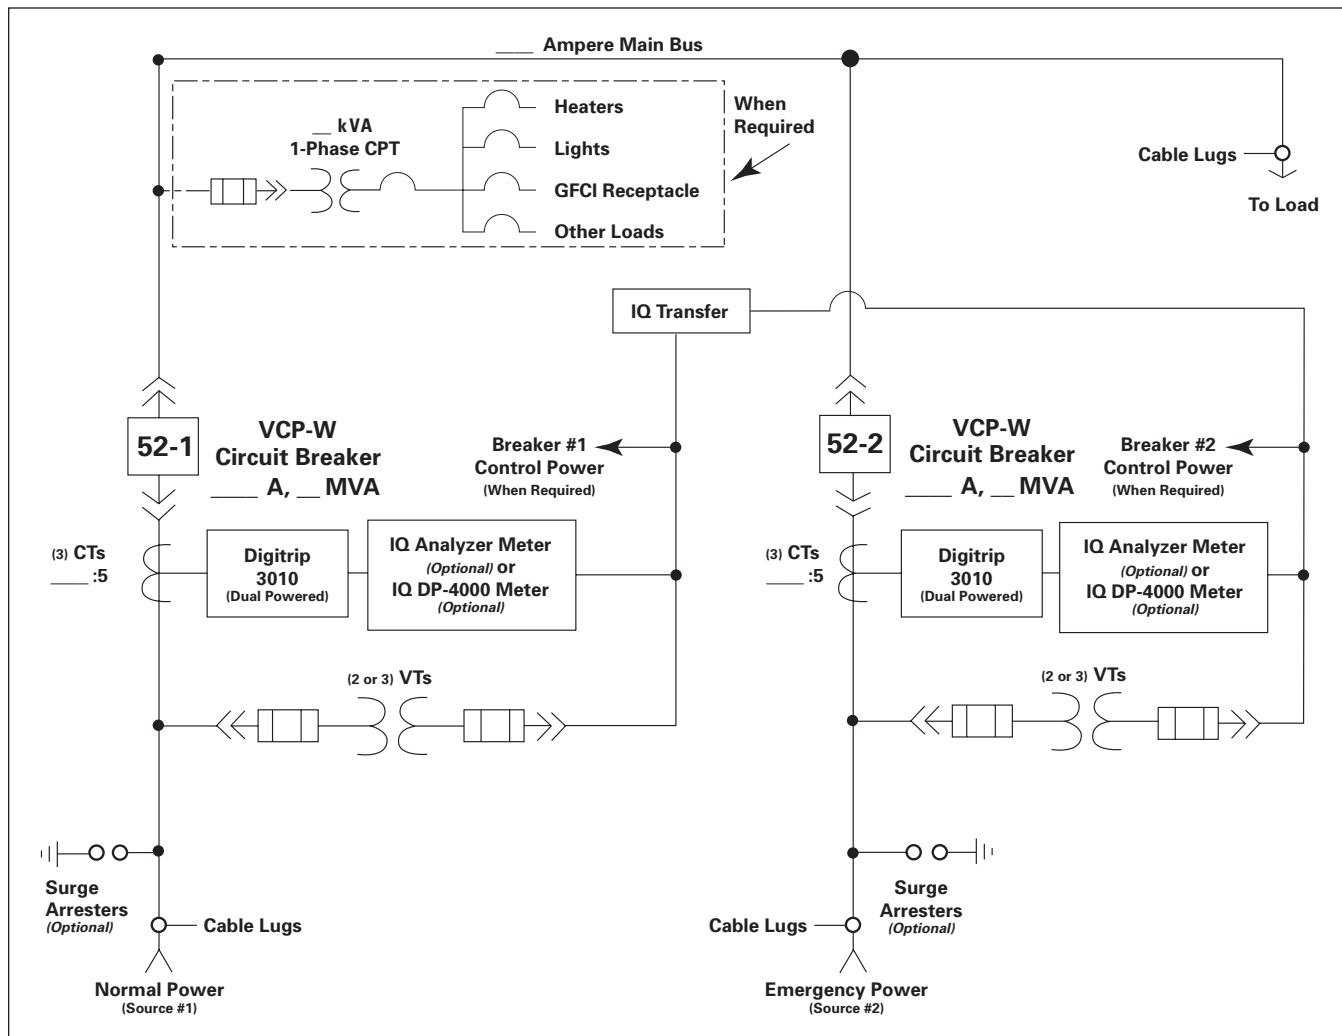 ____ Ampere Main Bus
__ kVA
1-Phase CPT
Heaters
Lights
GFCI Receptacle
Other Loads
When
Required
Cable Lugs
To Load
IQ Transfer
52-1
VCP-W
Circuit Breaker
____ A, __ MVA
Breaker #1
Control Power
(When Required)
52-2
VCP-W
Circuit Breaker
____ A, __ MVA
Breaker #2
Control Power
(When Required)
(3) CTs
____ :5
Digitrip
3010
(Dual Powered)
IQ Analyzer Meter
(Optional) or
IQ DP-4000 Meter
(Optional)
(3) CTs
____ :5
Digitrip
3010
(Dual Powered)
IQ Analyzer Meter
(Optional) or
IQ DP-4000 Meter
(Optional)
(2 or 3) VTs
(2 or 3) VTs
Surge
Arresters
(Optional)
Cable Lugs
Normal Power
(Source #1)
Surge
Arresters
(Optional)
Cable Lugs
Emergency Power
(Source #2)